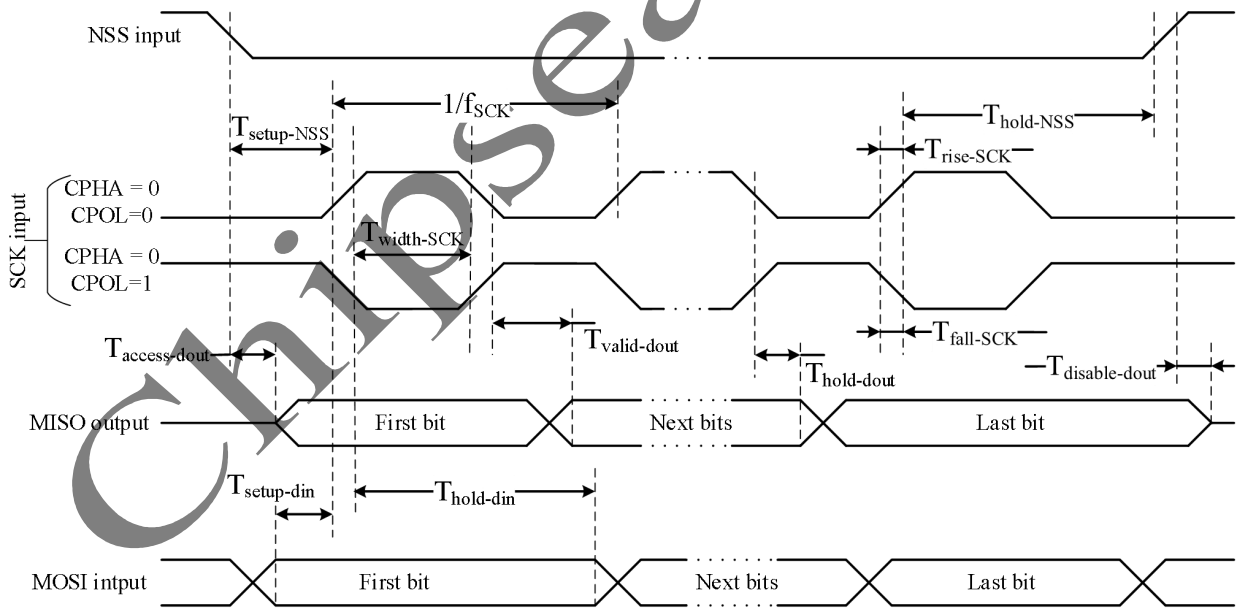 NSS input
1/fSCK
Tsetup-NSS
Thold-NSS
Trise-SCK
SCK input
CPHA = 0
CPOL=0
Twidth-SCK
CPHA = 0
CPOL=1
Tvalid-dout
Tfall-SCK
Taccess-dout
Thold-dout
Tdisable-dout
MISO output
First bit
Next bits
Last bit
Tsetup-din
Thold-din
MOSI intput
First bit
Next bits
Last bit
Chipsea